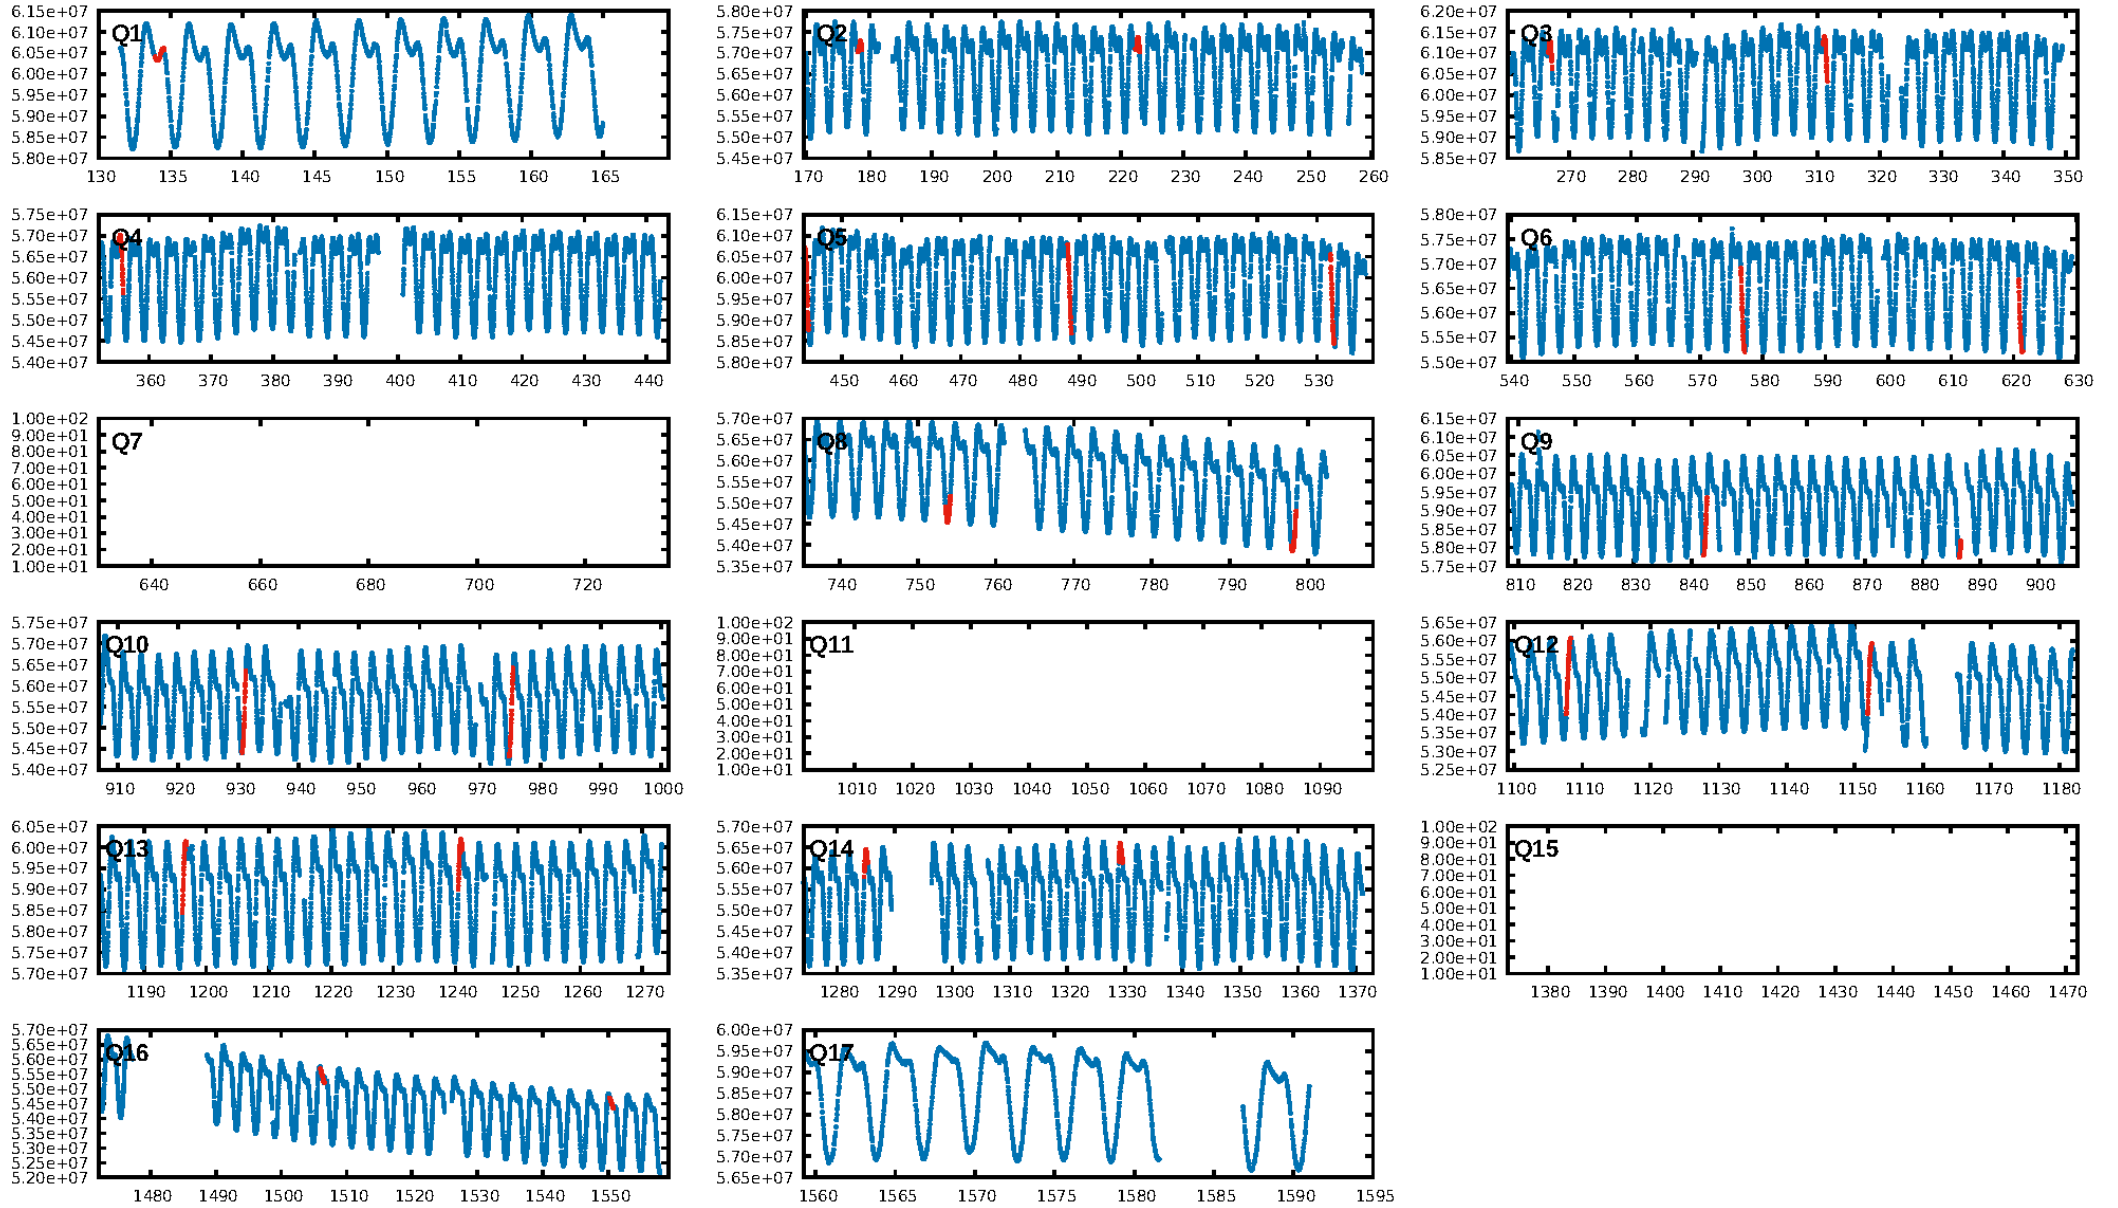 6.15e+07 6.10e+07 6.05e+07 6.00e+07 5.95e+07 5.90e+07 5.85e+07 5.80e+07
Q1
130 135 140 145 150 155 160 165
5.80e+07 5.75e+07 5.70e+07 5.65e+07 5.60e+07 5.55e+07 5.50e+07 5.45e+07
Q2
170 180 190 200 210 220 230 240 250 260
6.20e+07 6.15e+07 6.10e+07 6.05e+07 6.00e+07 5.95e+07 5.90e+07 5.85e+07
Q3
270 280 290 300 310 320 330 340 350
5.75e+07 5.70e+07 5.65e+07 5.60e+07 5.55e+07 5.50e+07 5.45e+07 5.40e+07
Q4
360 370 380 390 400 410 420 430 440
6.15e+07 6.10e+07 6.05e+07 6.00e+07 5.95e+07 5.90e+07 5.85e+07 5.80e+07
Q5
450 460 470 480 490 500 510 520 530
5.80e+07 5.75e+07 5.70e+07 5.65e+07 5.60e+07 5.55e+07 5.50e+07
Q6
540 550 560 570 580 590 600 610 620 630
1.00e+02 9.00e+01 8.00e+01 7.00e+01 6.00e+01 5.00e+01 4.00e+01 3.00e+01 2.00e+01 1.00e+01
Q7
640 660 680 700 720
5.70e+07 5.65e+07 5.60e+07 5.55e+07 5.50e+07 5.45e+07 5.40e+07 5.35e+07
Q8
740 750 760 770 780 790 800
6.15e+07 6.10e+07 6.05e+07 6.00e+07 5.95e+07 5.90e+07 5.85e+07 5.80e+07 5.75e+07
Q9
810 820 830 840 850 860 870 880 890 900
5.75e+07 5.70e+07 5.65e+07 5.60e+07 5.55e+07 5.50e+07 5.45e+07 5.40e+07
Q10
910 920 930 940 950 960 970 980 990 1000
1.00e+02 9.00e+01 8.00e+01 7.00e+01 6.00e+01 5.00e+01 4.00e+01 3.00e+01 2.00e+01 1.00e+01
Q11
1010 1020 1030 1040 1050 1060 1070 1080 1090
5.65e+07 5.60e+07 5.55e+07 5.50e+07 5.45e+07 5.40e+07 5.35e+07 5.30e+07 5.25e+07
Q12
1100 1110 1120 1130 1140 1150 1160 1170 1180
6.05e+07 6.00e+07 5.95e+07 5.90e+07 5.85e+07 5.80e+07 5.75e+07 5.70e+07
Q13
1190 1200 1210 1220 1230 1240 1250 1260 1270
5.70e+07 5.65e+07 5.60e+07 5.55e+07 5.50e+07 5.45e+07 5.40e+07 5.35e+07
Q14
1280 1290 1300 1310 1320 1330 1340 1350 1360 1370
1.00e+02 9.00e+01 8.00e+01 7.00e+01 6.00e+01 5.00e+01 4.00e+01 3.00e+01 2.00e+01 1.00e+01
Q15
1380 1390 1400 1410 1420 1430 1440 1450 1460 1470
5.70e+07 5.65e+07 5.60e+07 5.55e+07 5.50e+07 5.45e+07 5.40e+07 5.35e+07 5.30e+07 5.25e+07 5.20e+07
Q16
1480 1490 1500 1510 1520 1530 1540 1550
6.00e+07 5.95e+07 5.90e+07 5.85e+07 5.80e+07 5.75e+07 5.70e+07 5.65e+07
Q17
1560 1565 1570 1575 1580 1585 1590 1595